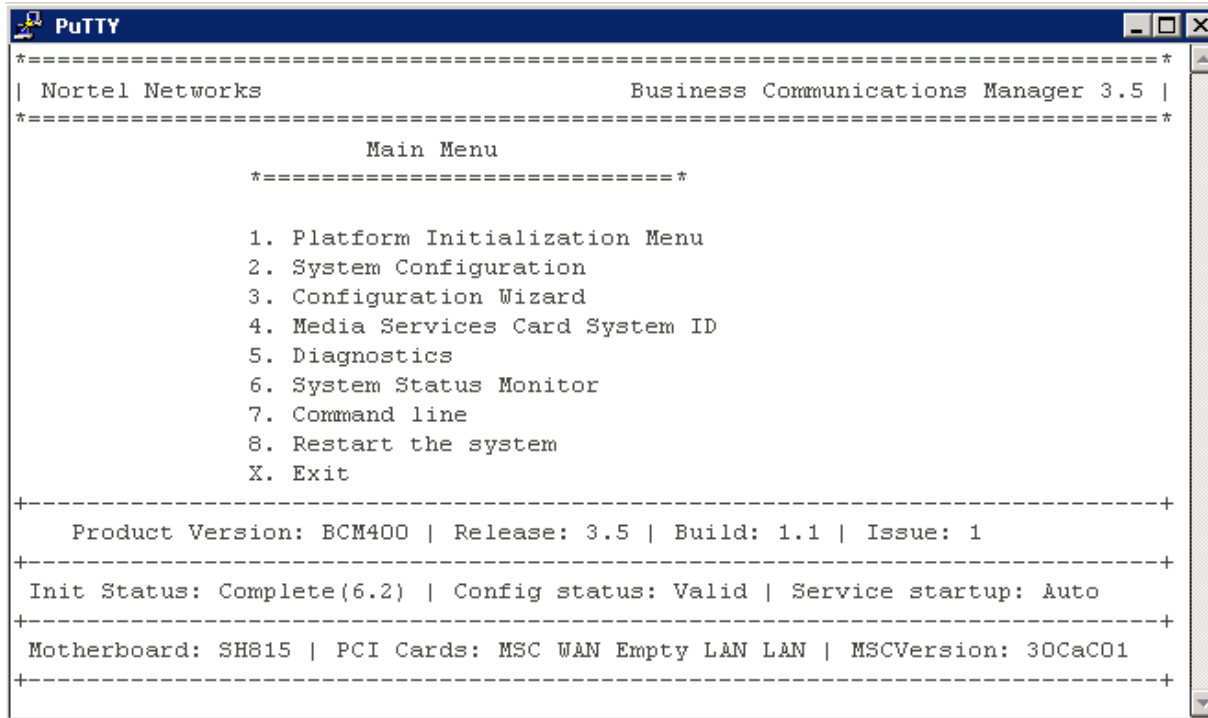 PuTTY
*=============================================================================*
| Nortel Networks                         Business Communications Manager 3.5 |
*=============================================================================*
Main Menu
*============================*
1. Platform Initialization Menu
2. System Configuration
3. Configuration Wizard
4. Media Services Card System ID
5. Diagnostics
6. System Status Monitor
7. Command line
8. Restart the system
X. Exit
+-----------------------------------------------------------------------------+
Product Version: BCM400 | Release: 3.5 | Build: 1.1 | Issue: 1
+-----------------------------------------------------------------------------+
Init Status: Complete(6.2) | Config status: Valid | Service startup: Auto
+-----------------------------------------------------------------------------+
Motherboard: SH815 | PCI Cards: MSC WAN Empty LAN LAN | MSCVersion: 30CaC01
+-----------------------------------------------------------------------------+